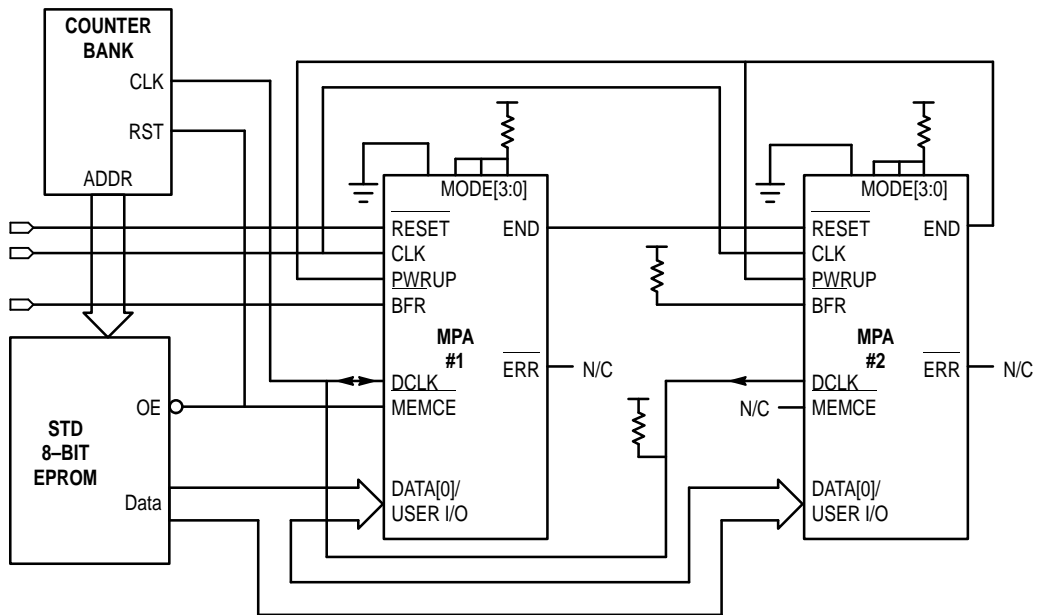 COUNTER
BANK
CLK
RST
ADDR
MODE[3:0]
MODE[3:0]
RESET
END
CLK
PWRUP
BFR
RESET
END
CLK
PWRUP
BFR
MPA
#1
MPA
#2
ERR
N/C
ERR
N/C
DCLK
MEMCE
N/C
DCLK
MEMCE
OE
STD
8–BIT
EPROM
Data
DATA[0]/
USER I/O
DATA[0]/
USER I/O